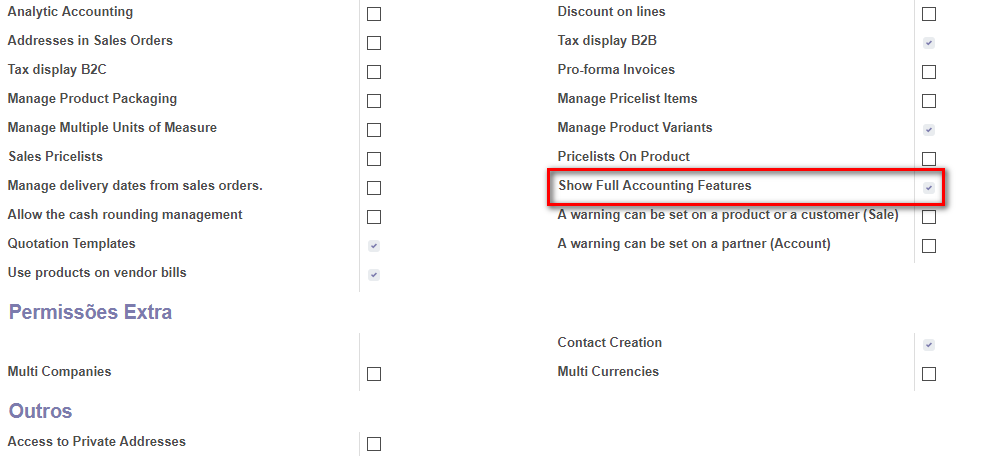 Analytic Accounting
Discount on lines
Addresses in Sales Orders
Tax display B2B
Tax display B2C
Pro-forma Invoices
Manage Product Packaging
Manage Pricelist Items
Manage Multiple Units of Measure
Manage Product Variants
Sales Pricelists
Pricelists On Product
Manage delivery dates from sales orders.
Show Full Accounting Features
Allow the cash rounding management
A warning can be set on a product or a customer (Sale)
Quotation Templates
A warning can be set on a partner (Account)
Use products on vendor bills
Permissões Extra
Contact Creation
Multi Companies
Multi Currencies
Outros
Access to Private Addresses